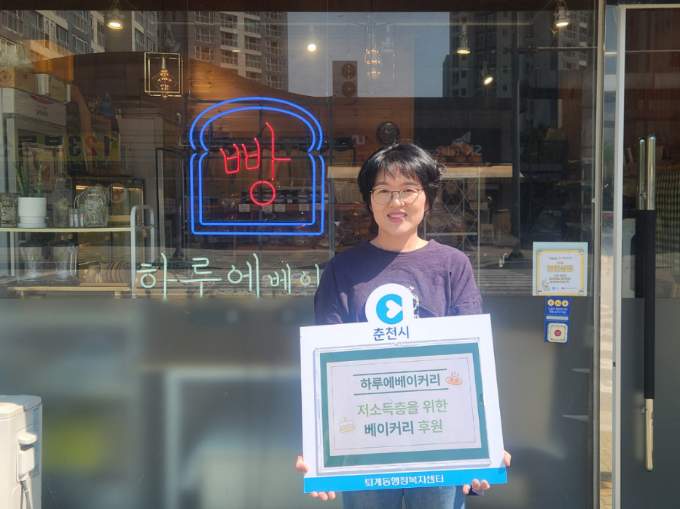 빵
하루에베이
춘천시
하루에베이커리
저소득층을 위한
베이커리 후원
퇴계동행정복지센터